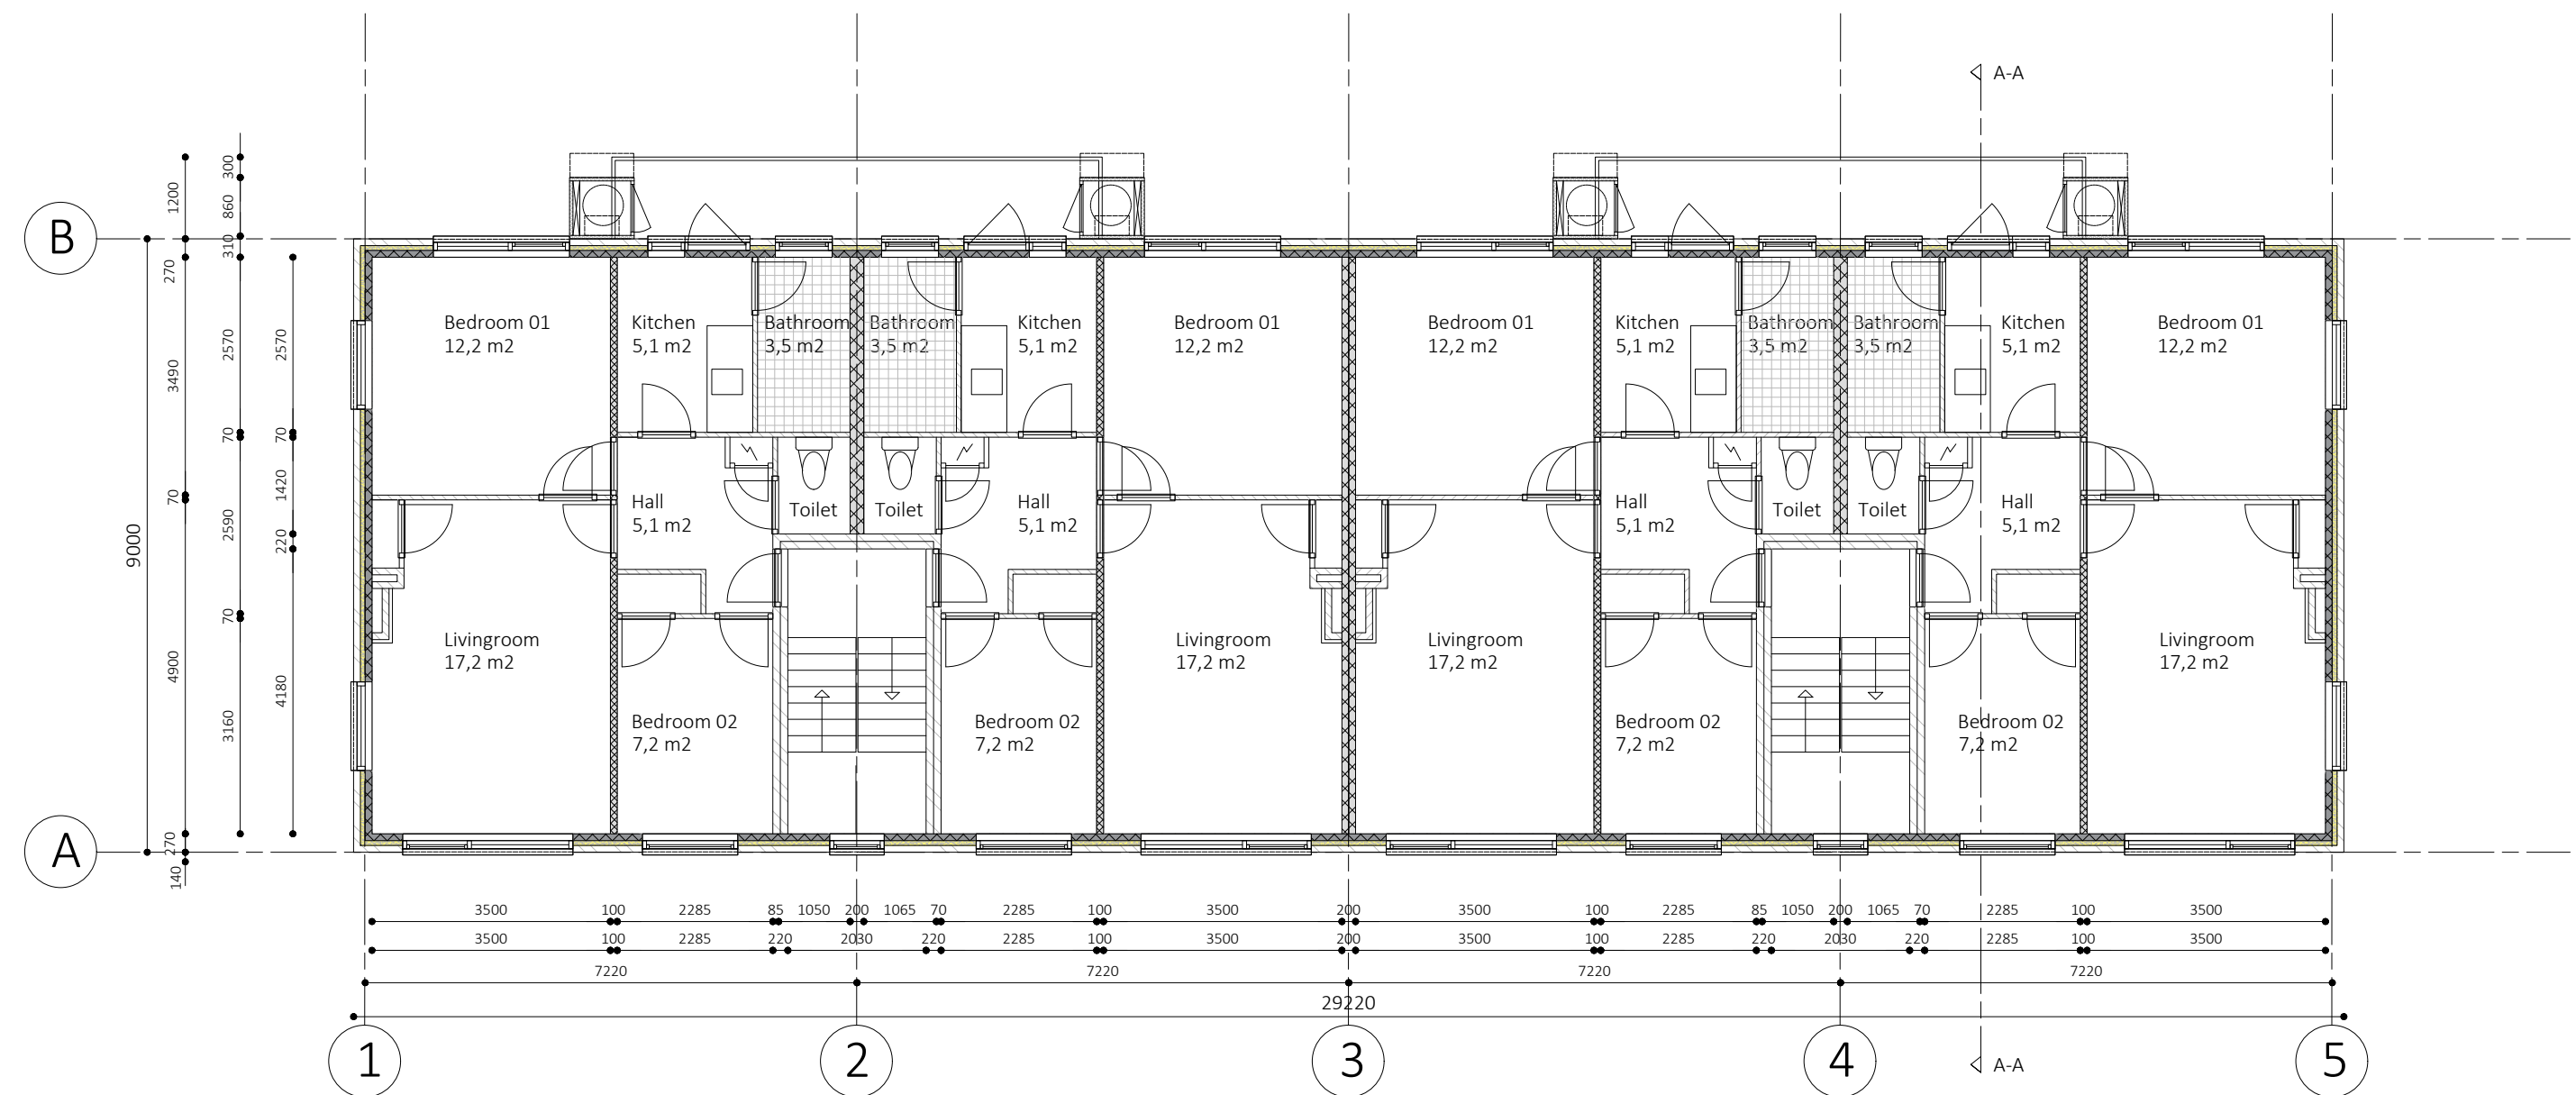 A-A
300
1200
860
B
310
270
Bedroom 01
12,2 m2
Kitchen
5,1 m2
Bathroom
3,5 m2
Bathroom
3,5 m2
Kitchen
5,1 m2
Bedroom 01
12,2 m2
Bedroom 01
12,2 m2
Kitchen
5,1 m2
Bathroom
3,5 m2
Bathroom
3,5 m2
Kitchen
5,1 m2
Bedroom 01
12,2 m2
2570
2570
3490
70
70
1420
70
9000
2590
220
Hall
5,1 m2
Toilet
Toilet
Hall
5,1 m2
Hall
5,1 m2
Toilet
Toilet
Hall
5,1 m2
70
4900
4180
3160
Livingroom
17,2 m2
Livingroom
17,2 m2
Livingroom
17,2 m2
Livingroom
17,2 m2
Bedroom 02
7,2 m2
Bedroom 02
7,2 m2
Bedroom 02
7,2 m2
Bedroom 02
7,2 m2
A
270
140
3500 100 2285 85 1050 200 1065 70 2285 100 3500 200 3500 100 2285 85 1050 200 1065 70 2285 100 3500
3500 100 2285 220 2030 220 2285 100 3500 200 3500 100 2285 220 2030 220 2285 100 3500
7220 7220 7220 7220
29220
1 2 3 4 5
A-A